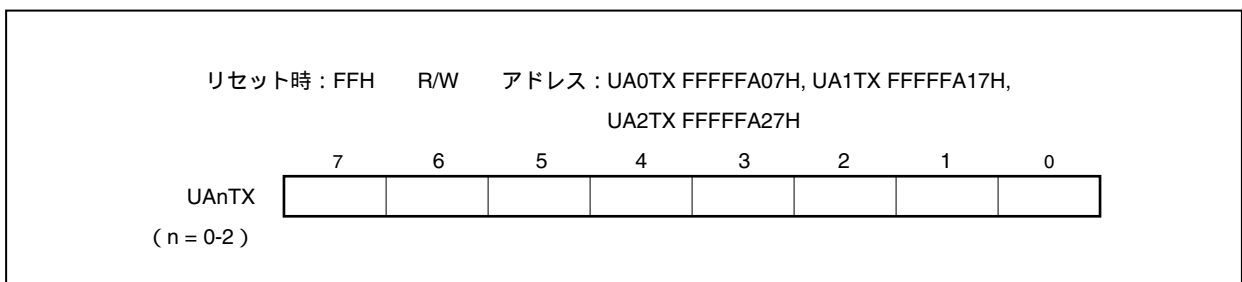 リセット時：FFH　R/W　アドレス：UA0TX FFFFFA07H, UA1TX FFFFFA17H,
UA2TX FFFFFA27H
7 6 5 4 3 2 1 0
UAnTX
（n = 0-2）